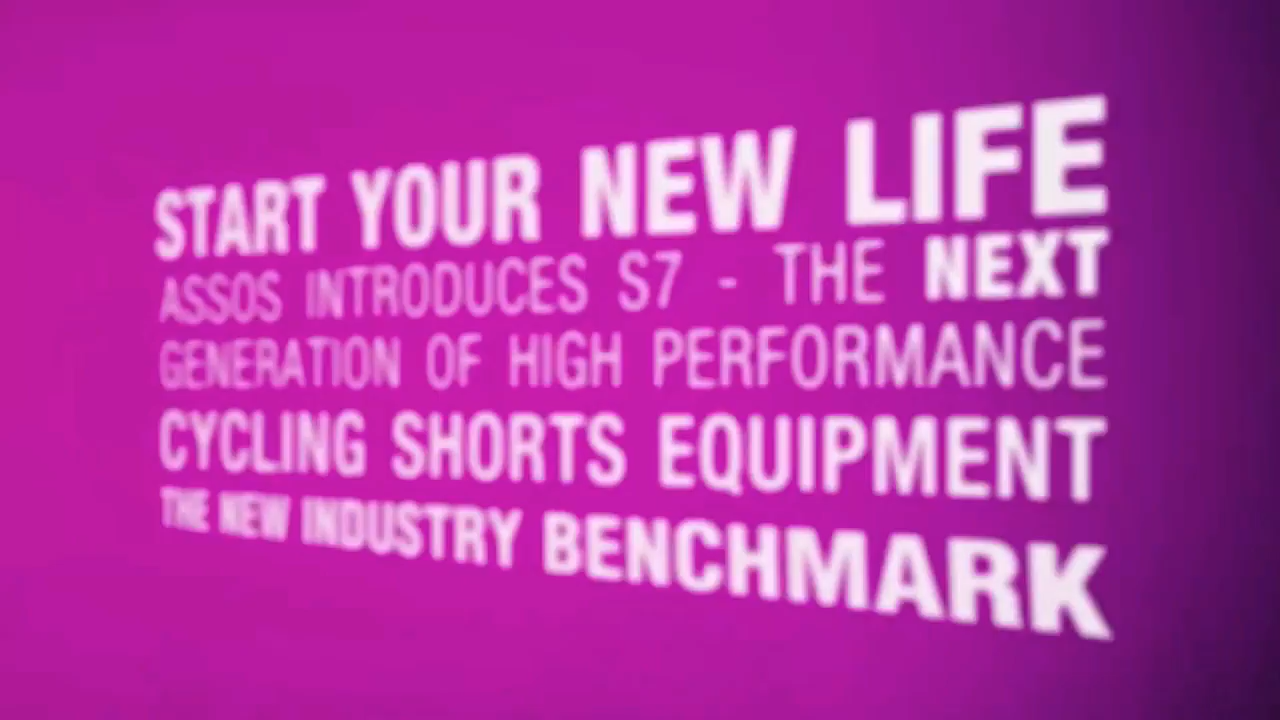 START YOUR NEW LIFE
ASSOS INTRODUCES S7 - THE NEXT
GENERATION OF HIGH PERFORMANCE
CYCLING SHORTS EQUIPMENT
THE NEW INDUSTRY BENCHMARK